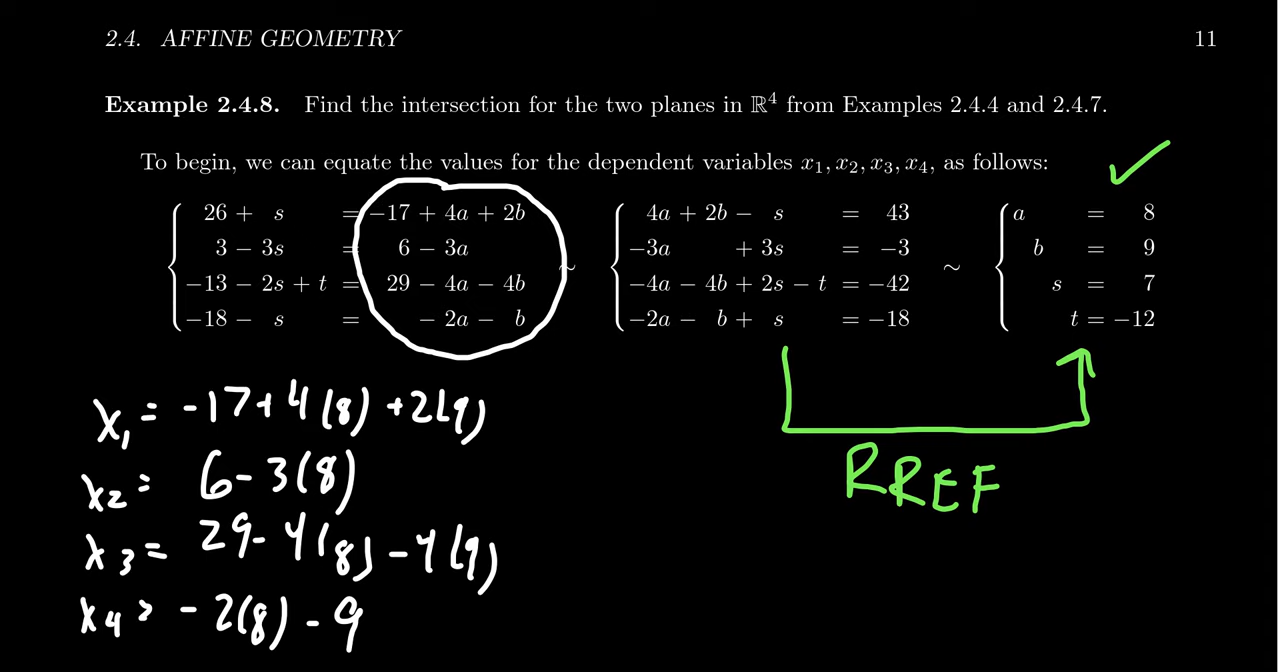 2.4. AFFINE GEOMETRY 11
Example 2.4.8. Find the intersection for the two planes in ℝ⁴ from Examples 2.4.4 and 2.4.7.
To begin, we can equate the values for the dependent variables x₁, x₂, x₃, x₄, as follows:
26 + s = −17 + 4a + 2b 4a + 2b − s = 43 a = 8
3 − 3s = 6 − 3a −3a + 3s = −3 b = 9
−13 − 2s + t = 29 − 4a − 4b ~ −4a − 4b + 2s − t = −42 ~ s = 7
−18 − s = − 2a − b −2a − b + s = −18 t = −12
x₁ = -17+4(8)+2(9)
x₂ = 6-3(8)
x₃ = 29-4(8)-4(9)
x₄ = -2(8)-9
RREF